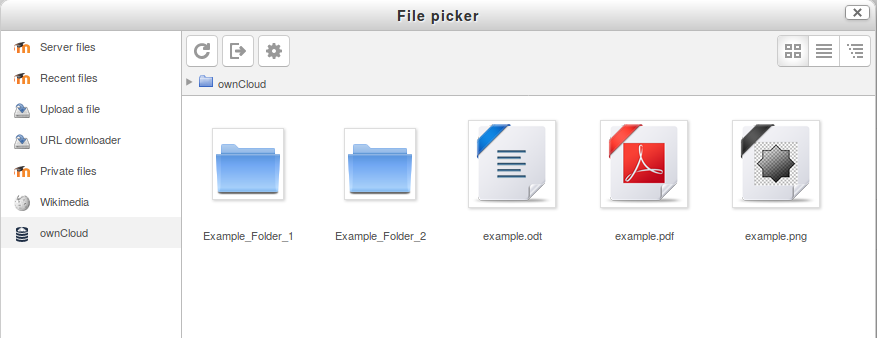 File picker
Server files
Recent files
Upload a file
URL downloader
Private files
Wikimedia
ownCloud
ownCloud
Example_Folder_1
Example_Folder_2
example.odt
example.pdf
example.png